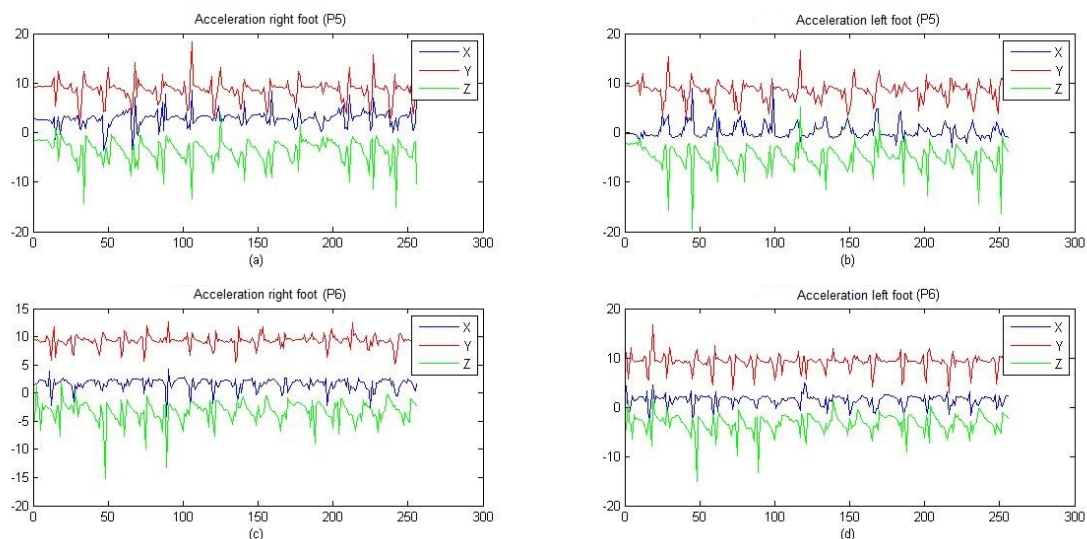 Acceleration right foot (P5)
20
10
0
-10
-20
0 50 100 150 200 250 300
(a)
X
Y
Z
Acceleration left foot (P5)
20
10
0
-10
-20
0 50 100 150 200 250 300
(b)
X
Y
Z
Acceleration right foot (P6)
15
10
5
0
-5
-10
-15
-20
0 50 100 150 200 250 300
(c)
X
Y
Z
Acceleration left foot (P6)
20
10
0
-10
-20
0 50 100 150 200 250 300
(d)
X
Y
Z